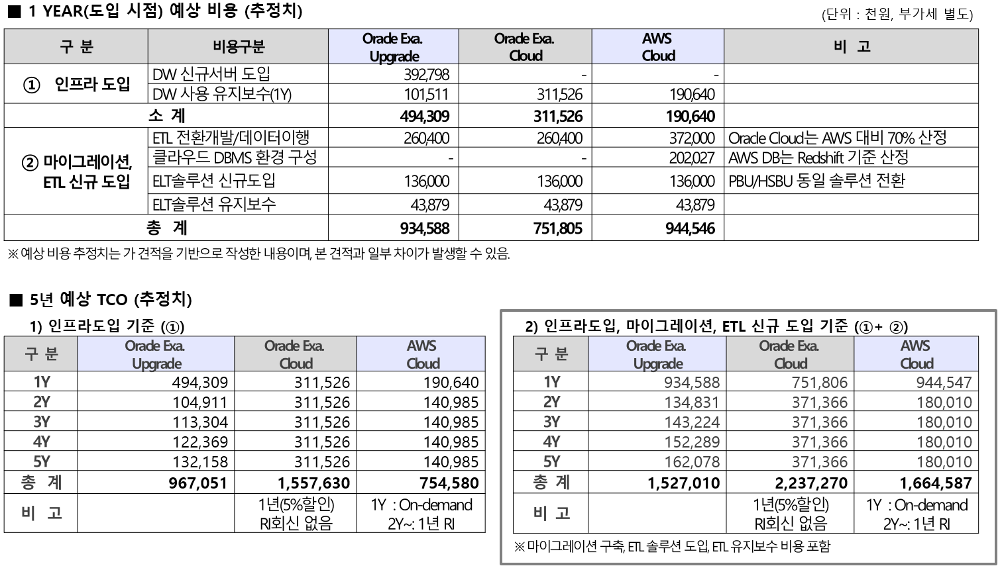 ■ 1 YEAR(도입 시점) 예상 비용 (추정치)
(단위 : 천원, 부가세 별도)
구 분 비용구분 Oracle Exa. Upgrade Oracle Exa. Cloud AWS Cloud 비 고
① 인프라 도입
DW 신규서버 도입 392,798 - -
DW 사용 유지보수(1Y) 101,511 311,526 190,640
소 계 494,309 311,526 190,640
② 마이그레이션,
ETL 신규 도입
ETL 전환개발/데이터이행 260,400 260,400 372,000 Oracle Cloud는 AWS 대비 70% 산정
클라우드 DBMS 환경 구성 - - 202,027 AWS DB는 Redshift 기준 산정
ELT솔루션 신규도입 136,000 136,000 136,000 PBU/HSBU 동일 솔루션 전환
ELT솔루션 유지보수 43,879 43,879 43,879
총 계 934,588 751,805 944,546
※ 예상 비용 추정치는 가 견적을 기반으로 작성한 내용이며, 본 견적과 일부 차이가 발생할 수 있음.
■ 5년 예상 TCO (추정치)
1) 인프라도입 기준 (①)
구 분 Oracle Exa. Upgrade Oracle Exa. Cloud AWS Cloud
1Y 494,309 311,526 190,640
2Y 104,911 311,526 140,985
3Y 113,304 311,526 140,985
4Y 122,369 311,526 140,985
5Y 132,158 311,526 140,985
총 계 967,051 1,557,630 754,580
비 고
1년(5%할인)
RI회신 없음
1Y : On-demand
2Y~: 1년 RI
2) 인프라도입, 마이그레이션, ETL 신규 도입 기준 (①+ ②)
구 분 Oracle Exa. Upgrade Oracle Exa. Cloud AWS Cloud
1Y 934,588 751,806 944,547
2Y 134,831 371,366 180,010
3Y 143,224 371,366 180,010
4Y 152,289 371,366 180,010
5Y 162,078 371,366 180,010
총 계 1,527,010 2,237,270 1,664,587
비 고
1년(5%할인)
RI회신 없음
1Y : On-demand
2Y~: 1년 RI
※ 마이그레이션 구축, ETL 솔루션 도입, ETL 유지보수 비용 포함